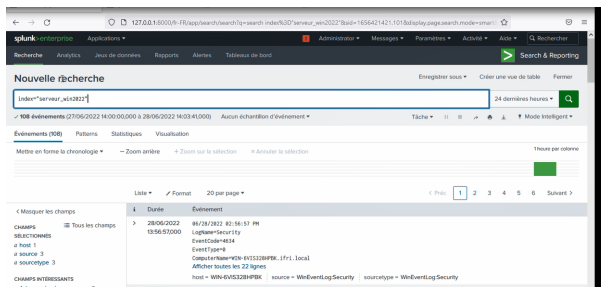 127.0.0.1:8000/fr-FR/app/search/search?q=search index%3D"serveur_win2022"&sid=1656421421.101&display.page.search.mode=smart
splunk>enterprise Applications ▾ Administrator ▾ Messages ▾ Paramètres ▾ Activité ▾ Aide ▾ Rechercher
Recherche Analytics Jeux de données Rapports Alertes Tableaux de bord Search & Reporting
Nouvelle recherche Enregistrer sous ▾ Créer une vue de table Fermer
index="serveur_win2022" 24 dernières heures ▾
✓ 108 événements (27/06/2022 14:00:00,000 à 28/06/2022 14:03:41,000) Aucun échantillon d'événement ▾ Tâche ▾ Mode Intelligent ▾
Événements (108) Patterns Statistiques Visualisation
Mettre en forme la chronologie ▾ – Zoom arrière + Zoom sur la sélection × Annuler la sélection 1 heure par colonne
Liste ▾ Format 20 par page ▾ < Préc 1 2 3 4 5 6 Suivant >
< Masquer les champs Tous les champs i Durée Événement
CHAMPS SÉLECTIONNÉS
a host 1
a source 3
a sourcetype 3
CHAMPS INTÉRESSANTS
> 28/06/2022 13:56:57,000
06/28/2022 02:56:57 PM
LogName=Security
EventCode=4634
EventType=0
ComputerName=WIN-6VIS328HPBK.ifri.local
Afficher toutes les 22 lignes
host = WIN-6VIS328HPBK source = WinEventLog:Security sourcetype = WinEventLog:Security